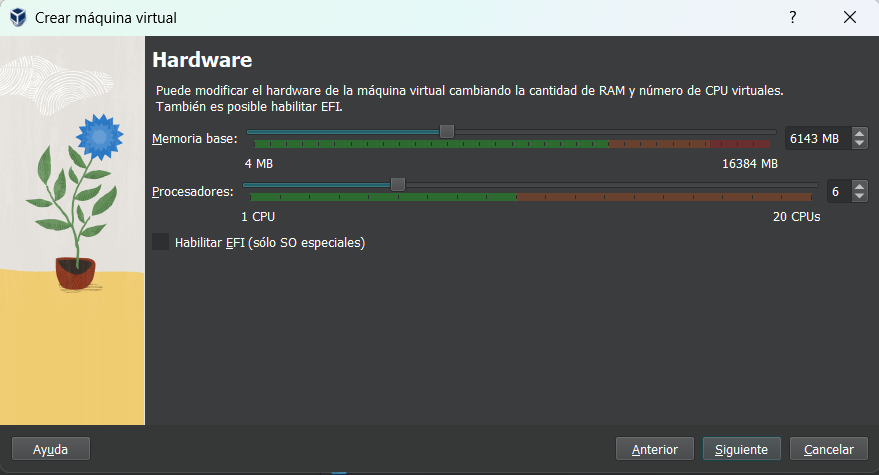 Crear máquina virtual
?
Hardware
Puede modificar el hardware de la máquina virtual cambiando la cantidad de RAM y número de CPU virtuales.
También es posible habilitar EFI.
Memoria base:
6143 MB
4 MB
16384 MB
Procesadores:
6
1 CPU
20 CPUs
Habilitar EFI (sólo SO especiales)
Ayuda
Anterior
Siguiente
Cancelar